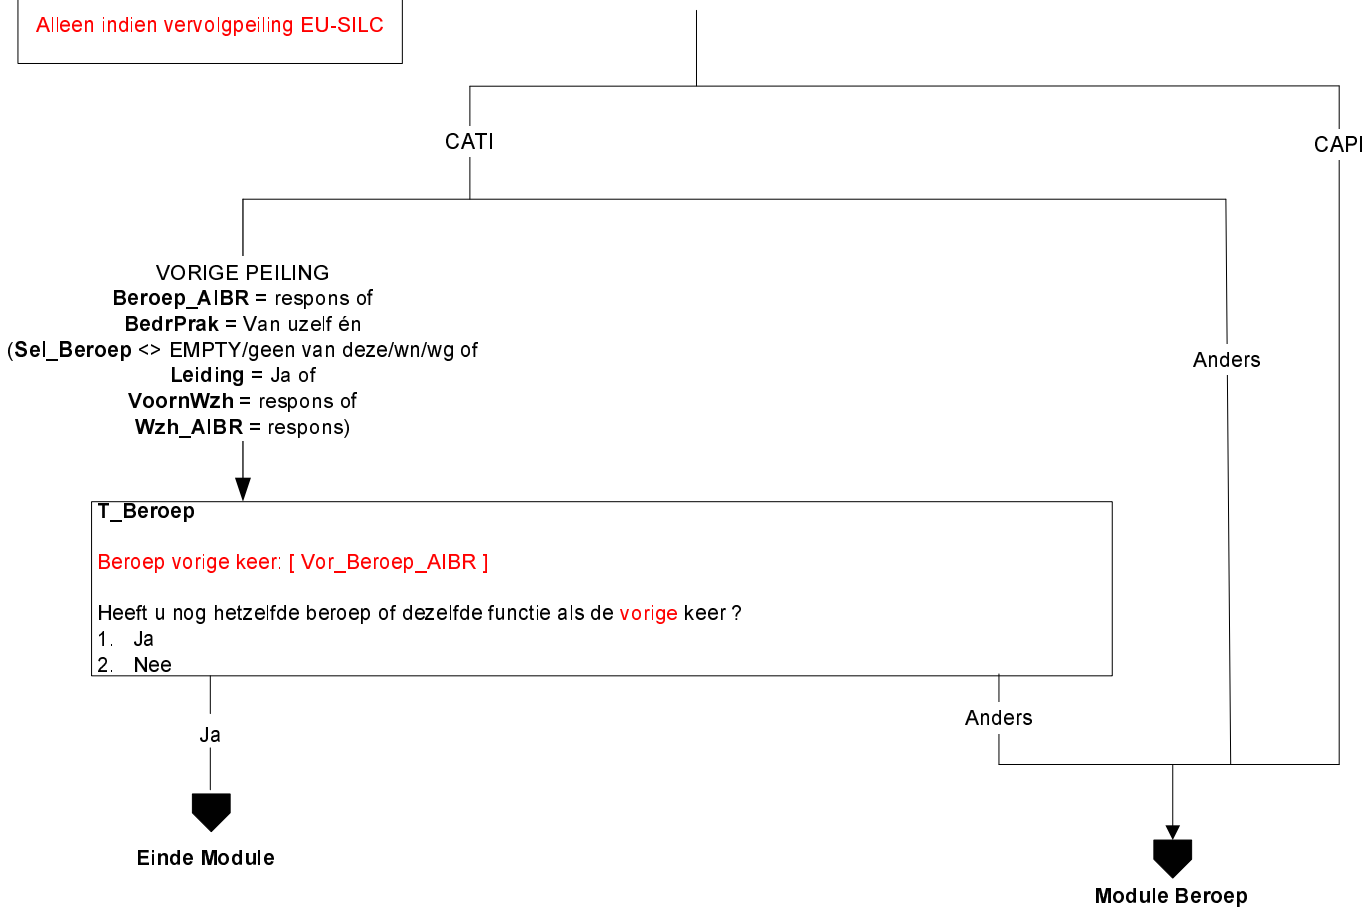 Alleen indien vervolgpeiling EU-SILC
CATI
CAPI
VORIGE PEILING
Beroep_AIBR = respons of
BedrPrak = Van uzelf én
(Sel_Beroep <> EMPTY/geen van deze/wn/wg of
Leiding = Ja of
VoornWzh = respons of
Wzh_AIBR = respons)
Anders
T_Beroep
Beroep vorige keer: [ Vor_Beroep_AIBR ]
Heeft u nog hetzelfde beroep of dezelfde functie als de vorige keer ?
1. Ja
2. Nee
Ja
Anders
Einde Module
Module Beroep